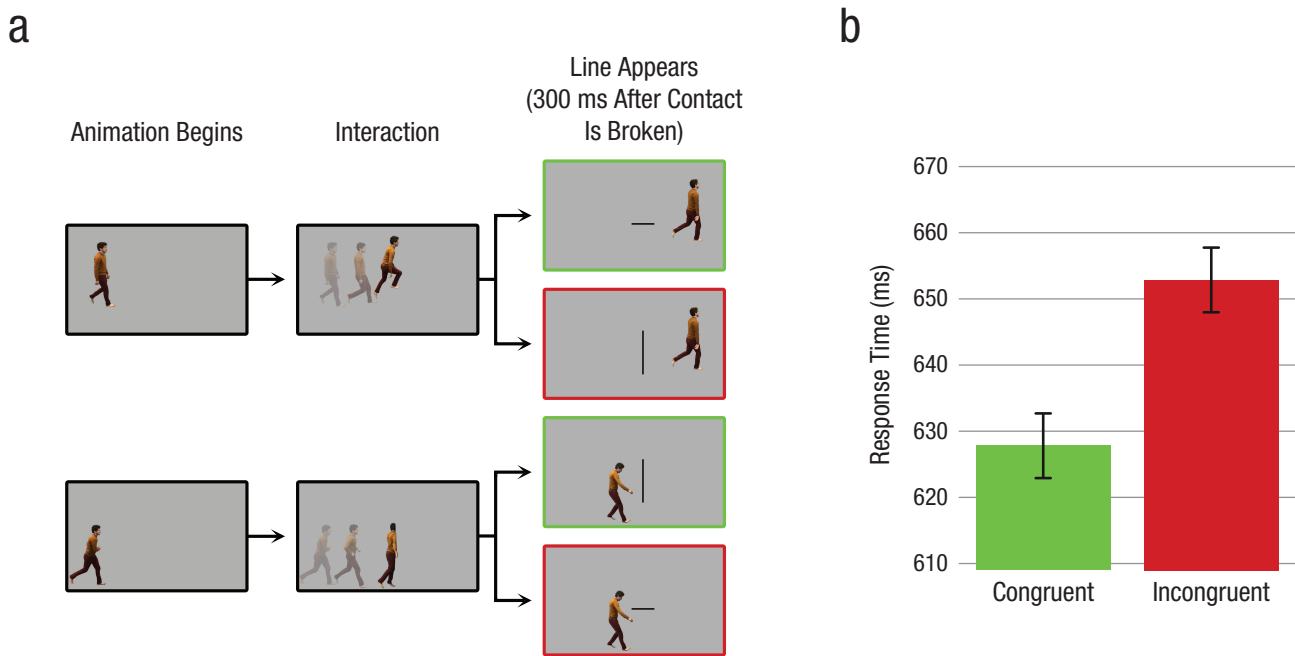 a
Animation Begins
Interaction
Line Appears
(300 ms After Contact
Is Broken)
b
Response Time (ms)
670
660
650
640
630
620
610
Congruent
Incongruent